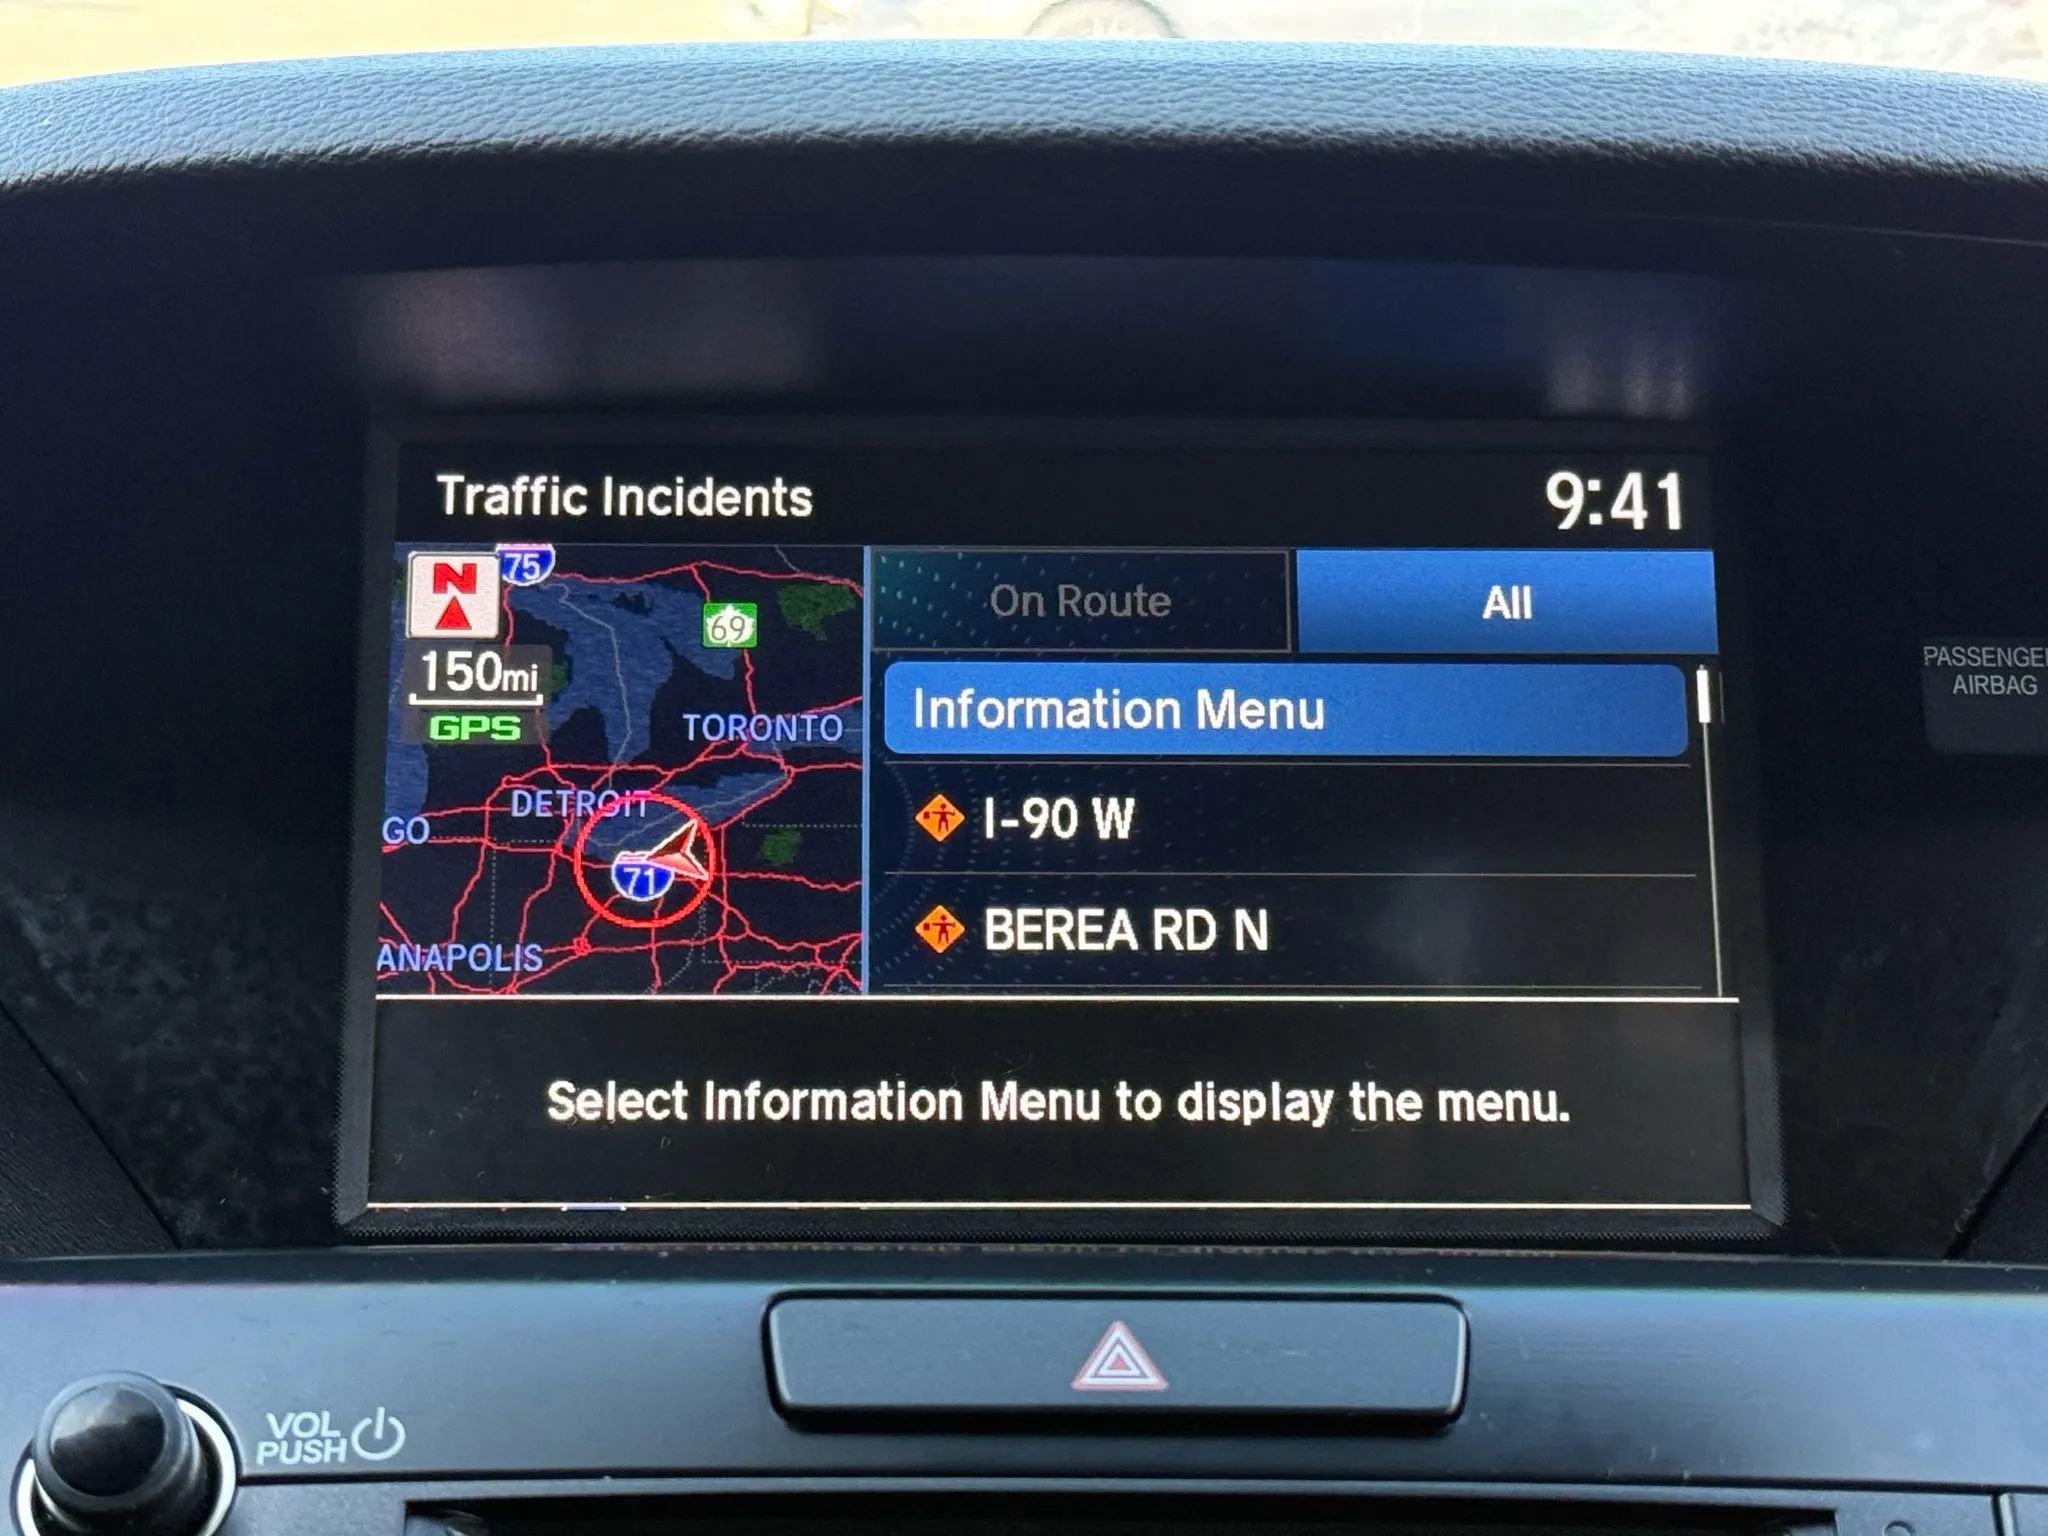 Traffic Incidents
9:41
N
75
69
150mi
GPS
TORONTO
DETROIT
GO
71
ANAPOLIS
On Route
All
Information Menu
I-90 W
BEREA RD N
Select Information Menu to display the menu.
PASSENGER
AIRBAG
VOL
PUSH